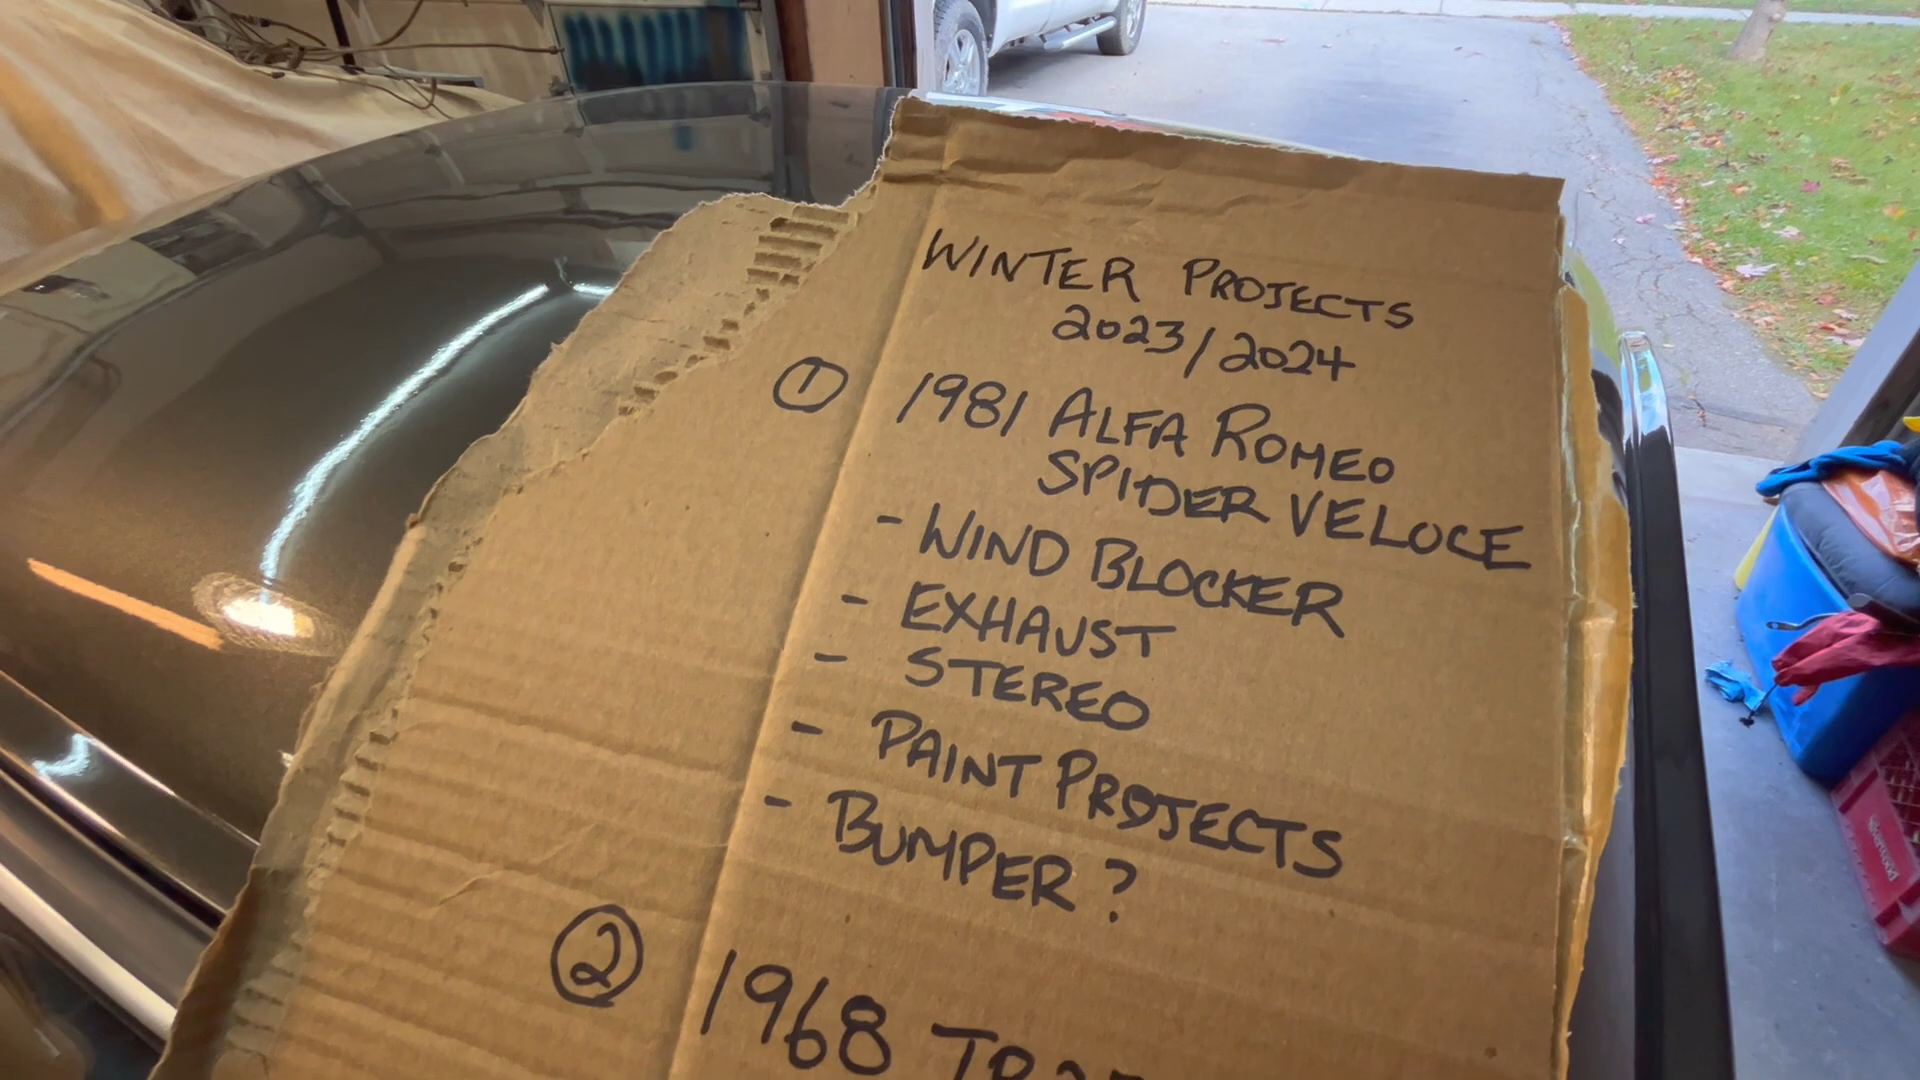 WINTER PROJECTS
2023/2024
① 1981 ALFA ROMEO
SPIDER VELOCE
- WIND BLOCKER
- EXHAUST
- STEREO
- PAINT PROJECTS
- BUMPER ?
② 1968